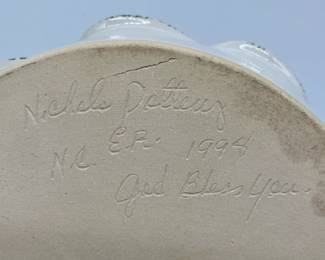 Nichols Pottery
N.C. E.R. 1994
God Bless You